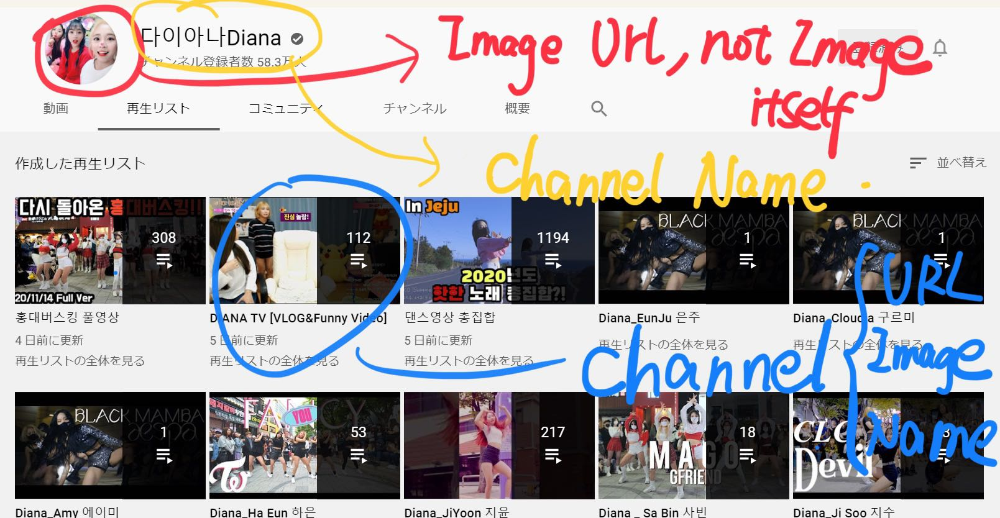 다이아나Diana
チャンネル登録者数 58.3万人
Image Url, not Image
itself
動画
再生リスト
コミュニティ
チャンネル
概要
Channel Name.
作成した再生リスト
並べ替え
다시 돌아온 홍대버스킹!!!
308
20/11/14 Full Ver
진심 놀람!
112
In Jeju
1194
2020년도
핫한 노래 총집합?!
BLACK MAMBA
aespa
1
BLACK MAMBA
aespa
1
홍대버스킹 풀영상
4 日前に更新
再生リストの全体を見る
DIANA TV [VLOG&Funny Video]
5 日前に更新
再生リストの全体を見る
댄스영상 총집합
5 日前に更新
再生リストの全体を見る
Diana_EunJu 은주
再生リストの全体を見る
Diana_Cloudia 구르미
再生リストの全体を見る
Channel
URL
Image
Name
BLACK MAMBA
aespa
1
FANCY
YOU
53
217
MAGO
GFRIEND
18
CLC
Devil
Diana_Amy 에이미
Diana_Ha Eun 하은
Diana_JiYoon 지윤
Diana _ Sa Bin 사빈
Diana_Ji Soo 지수